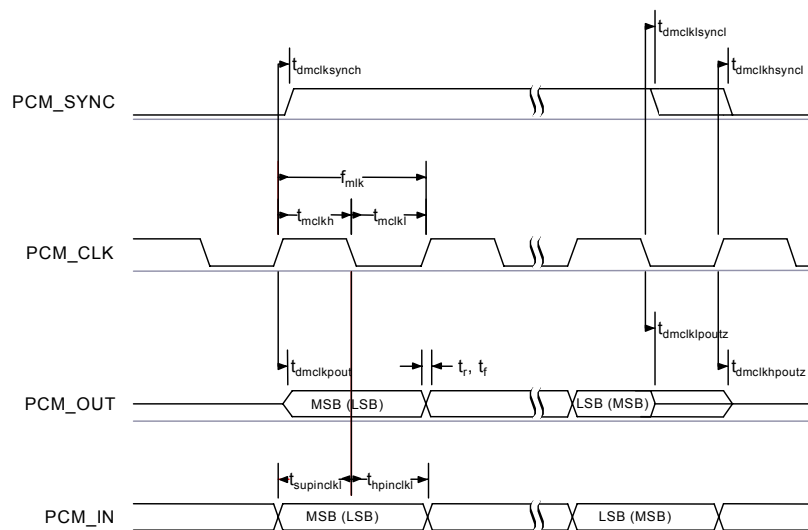 t_dmclklsyncl
t_dmclksynch
t_dmclkhsyncl
PCM_SYNC
f_mlk
t_mclkh
t_mclkl
PCM_CLK
t_dmclklpoutz
t_dmclkpout
t_r, t_f
t_dmclkhpoutz
PCM_OUT
MSB (LSB)
LSB (MSB)
t_supinclkl
t_hpinclkl
PCM_IN
MSB (LSB)
LSB (MSB)